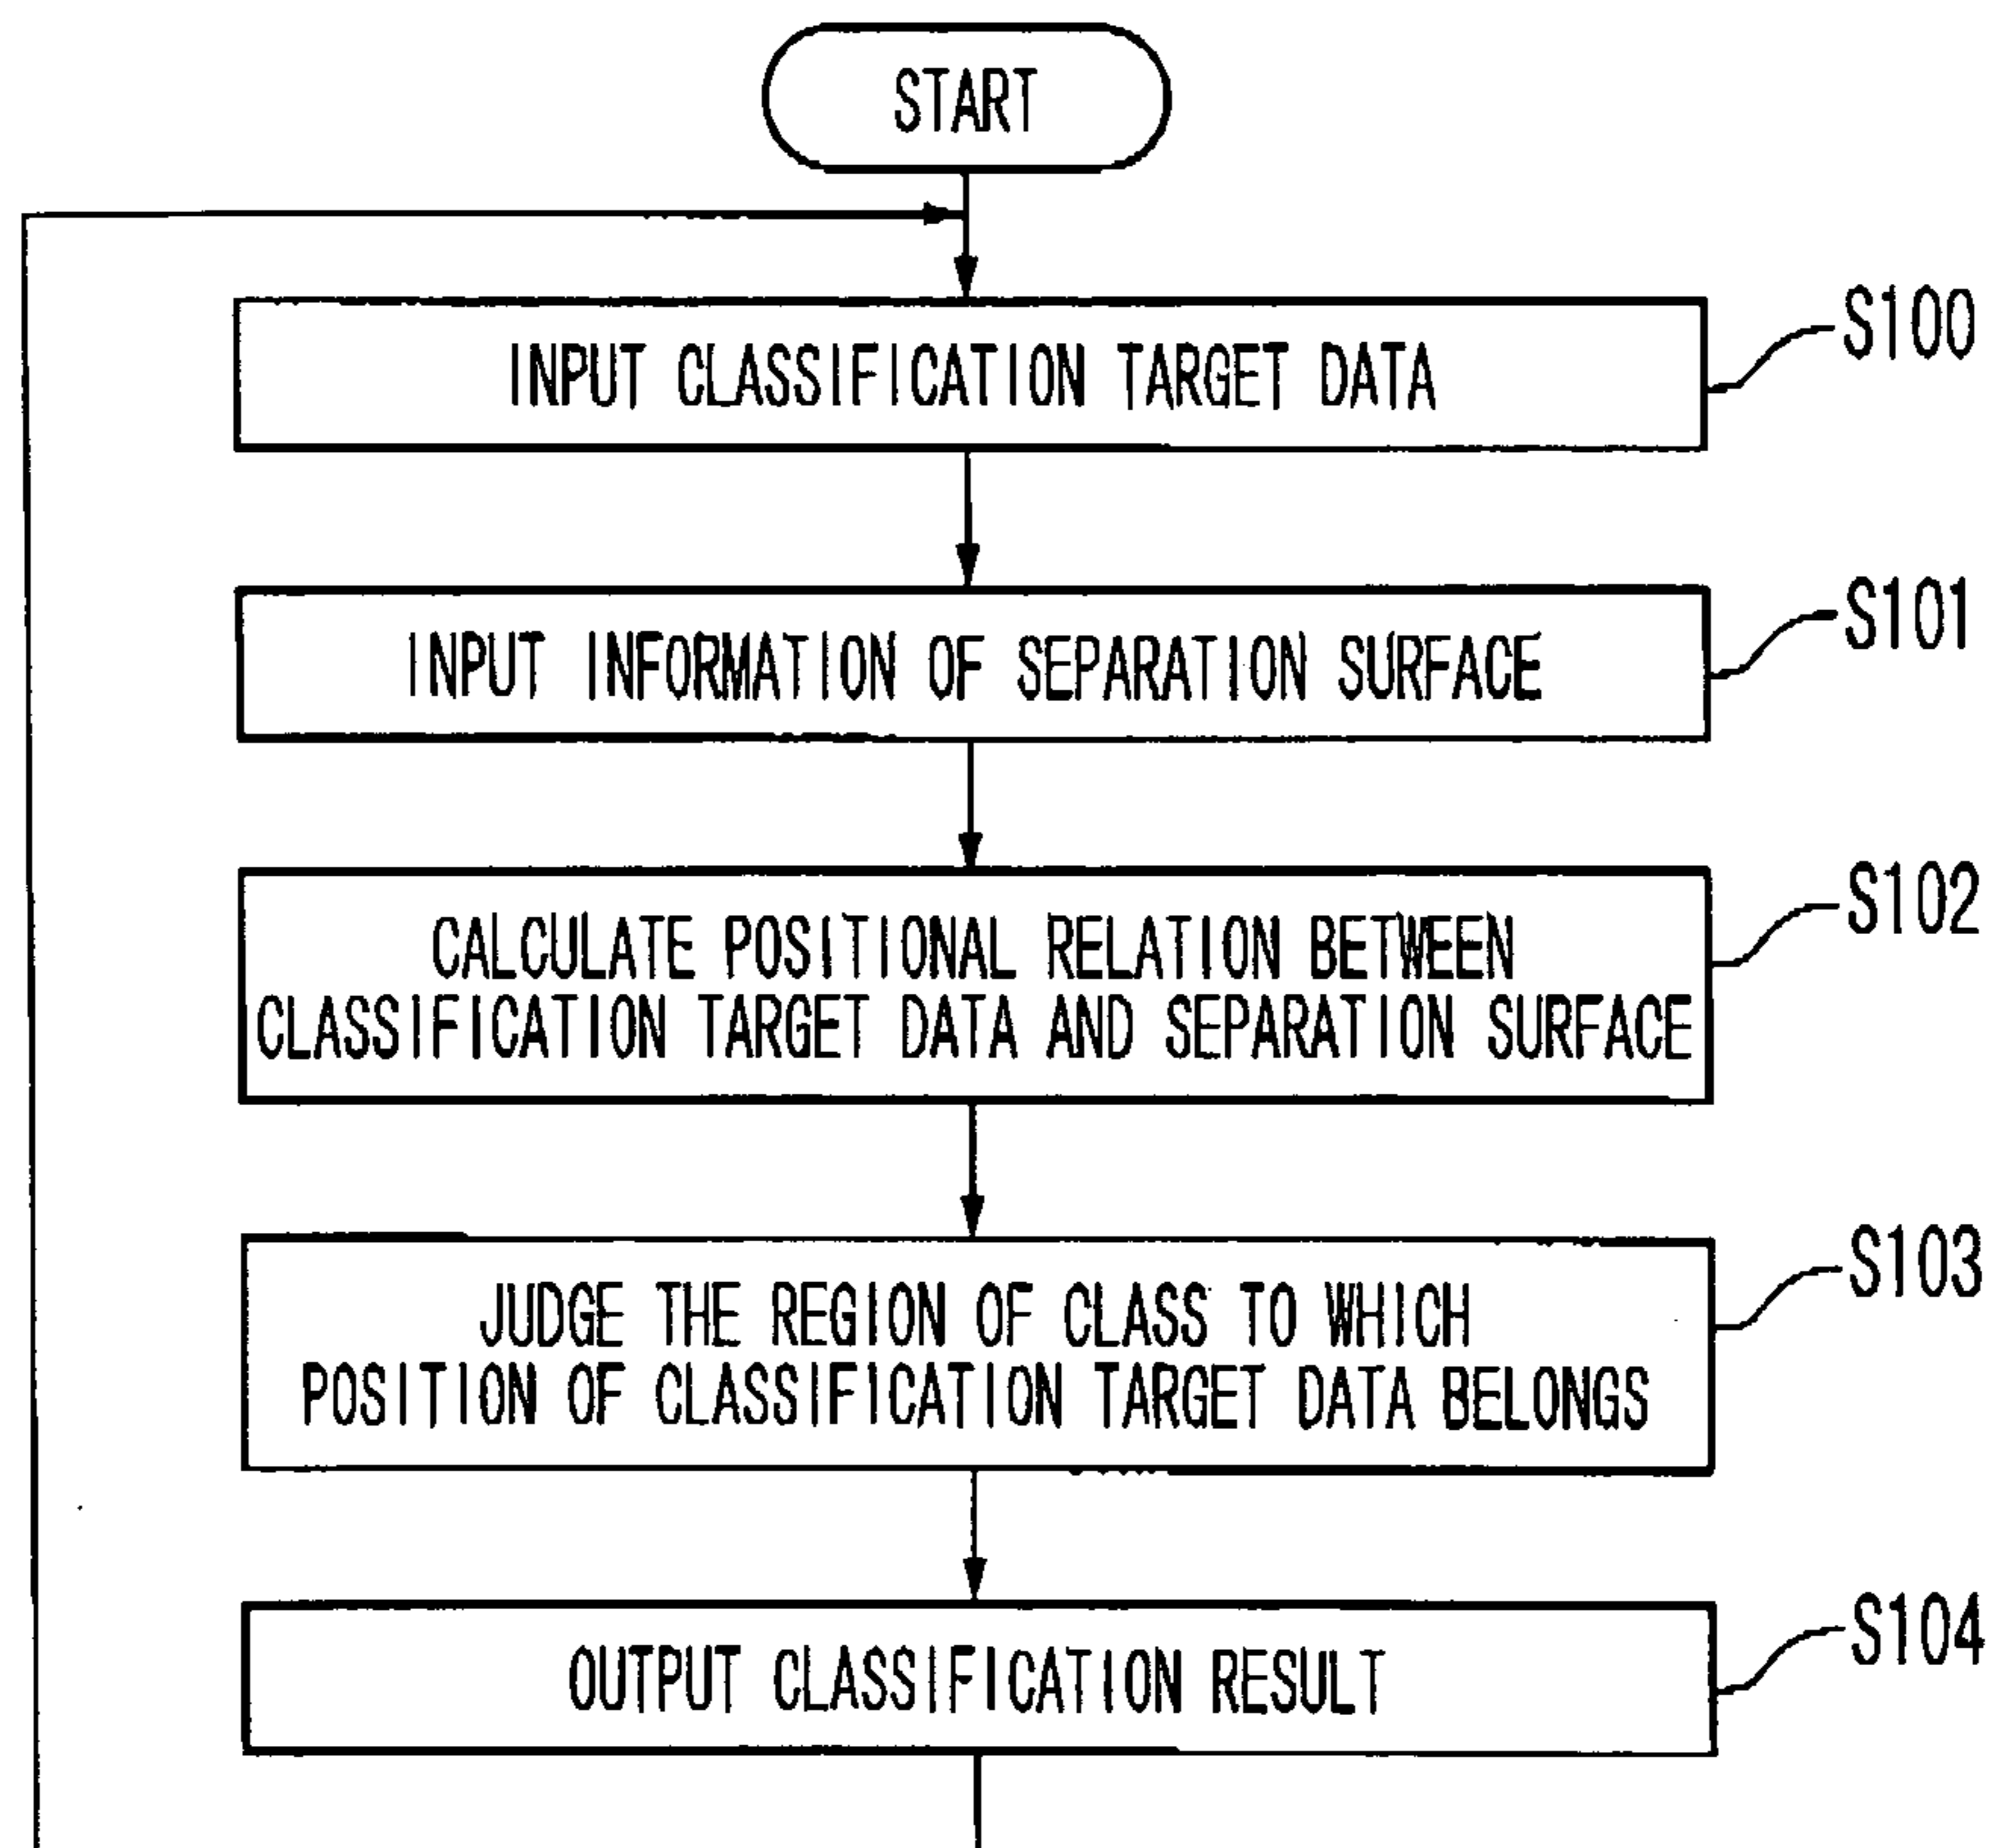 START
INPUT CLASSIFICATION TARGET DATA
S100
INPUT INFORMATION OF SEPARATION SURFACE
S101
CALCULATE POSITIONAL RELATION BETWEEN
CLASSIFICATION TARGET DATA AND SEPARATION SURFACE
S102
JUDGE THE REGION OF CLASS TO WHICH
POSITION OF CLASSIFICATION TARGET DATA BELONGS
S103
OUTPUT CLASSIFICATION RESULT
S104